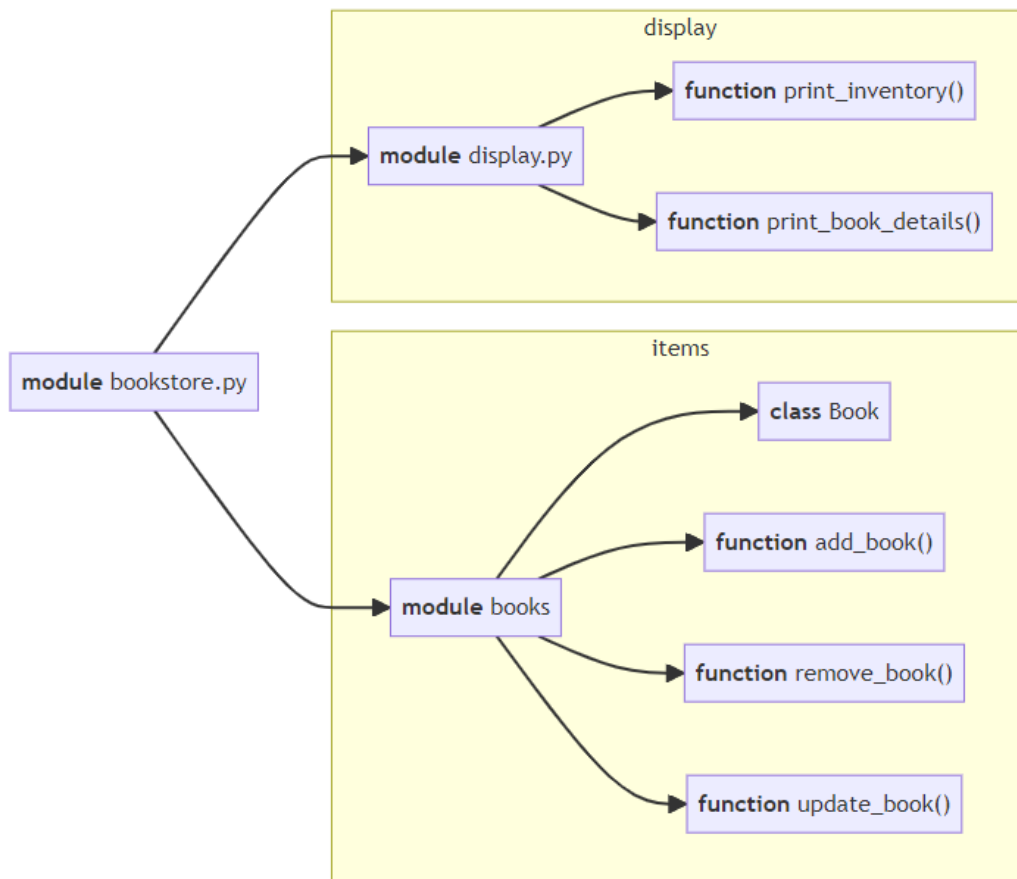 display
function print_inventory()
module display.py
function print_book_details()
module bookstore.py
items
class Book
function add_book()
module books
function remove_book()
function update_book()